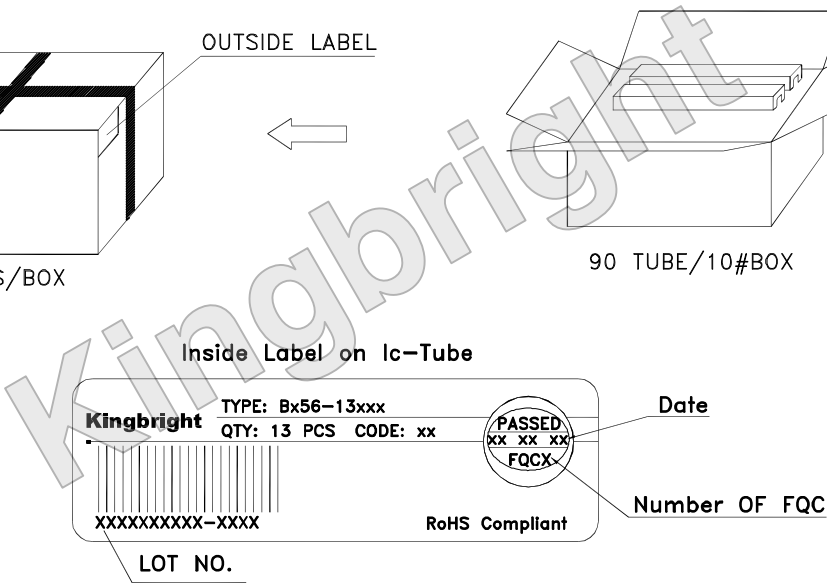 OUTSIDE LABEL
S/BOX
90 TUBE/10#BOX
Kingbright
Inside Label on Ic-Tube
Kingbright
TYPE: Bx56-13xxx
QTY: 13 PCS CODE: xx
PASSED
XX XX XX
FQCX
Date
Number OF FQC
XXXXXXXXXX-XXXX
RoHS Compliant
LOT NO.